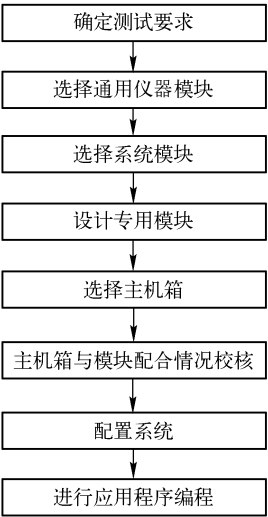 确定测试要求
选择通用仪器模块
选择系统模块
设计专用模块
选择主机箱
主机箱与模块配合情况校核
配置系统
进行应用程序编程